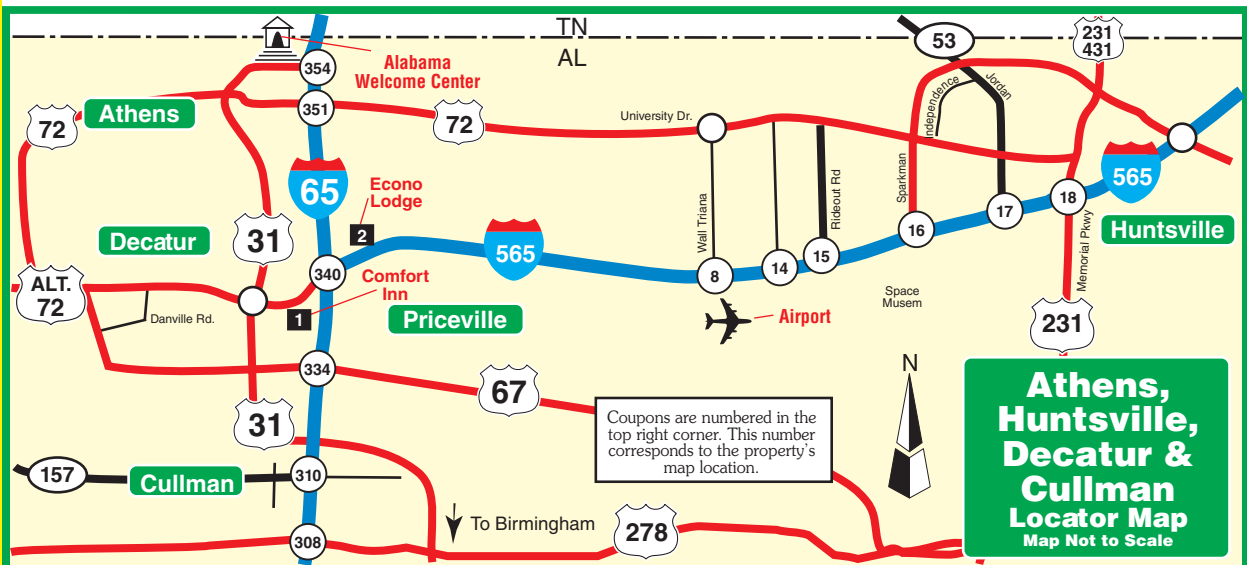 TN
AL
53
231
431
354
Alabama
Welcome Center
351
Athens
72
72
University Dr.
Independence
Jordan
Sparkman
565
65
Econo
Lodge
2
31
Decatur
565
Wall Triana
Rideout Rd
18
17
16
15
14
8
Huntsville
Memorial Pkwy
340
Comfort
Inn
ALT.
72
Danville Rd.
1
Priceville
Airport
Space
Musem
231
N
334
67
31
Coupons are numbered in the
top right corner. This number
corresponds to the property's
map location.
Athens,
Huntsville,
Decatur &
Cullman
Locator Map
Map Not to Scale
157
Cullman
310
To Birmingham
278
308